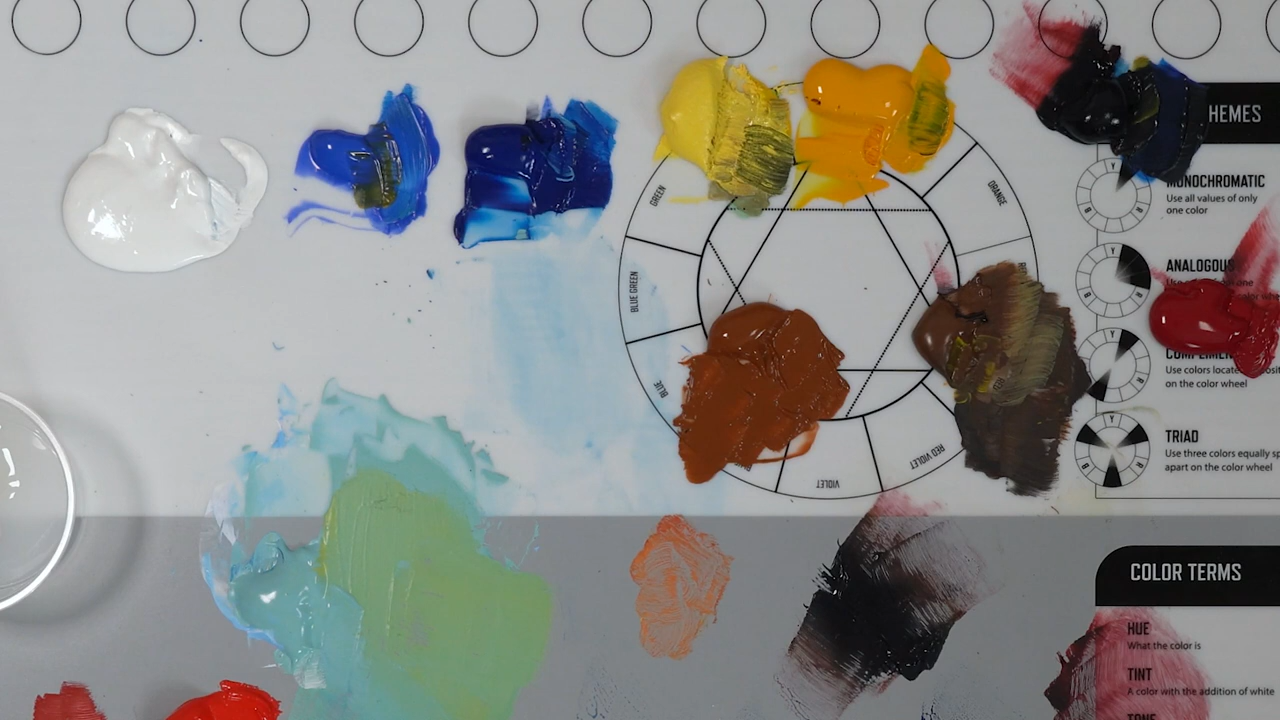 HEMES
GREEN
ORANGE
MONOCHROMATIC
Use all values of only
one color
BLUE GREEN
ANALOGOUS
BLUE
Use colors locate
on the color wheel
TRIAD
Use three colors equally sp
apart on the color wheel
RED VIOLET
VIOLET
COLOR TERMS
HUE
What the color is
TINT
A color with the addition of white
TONE